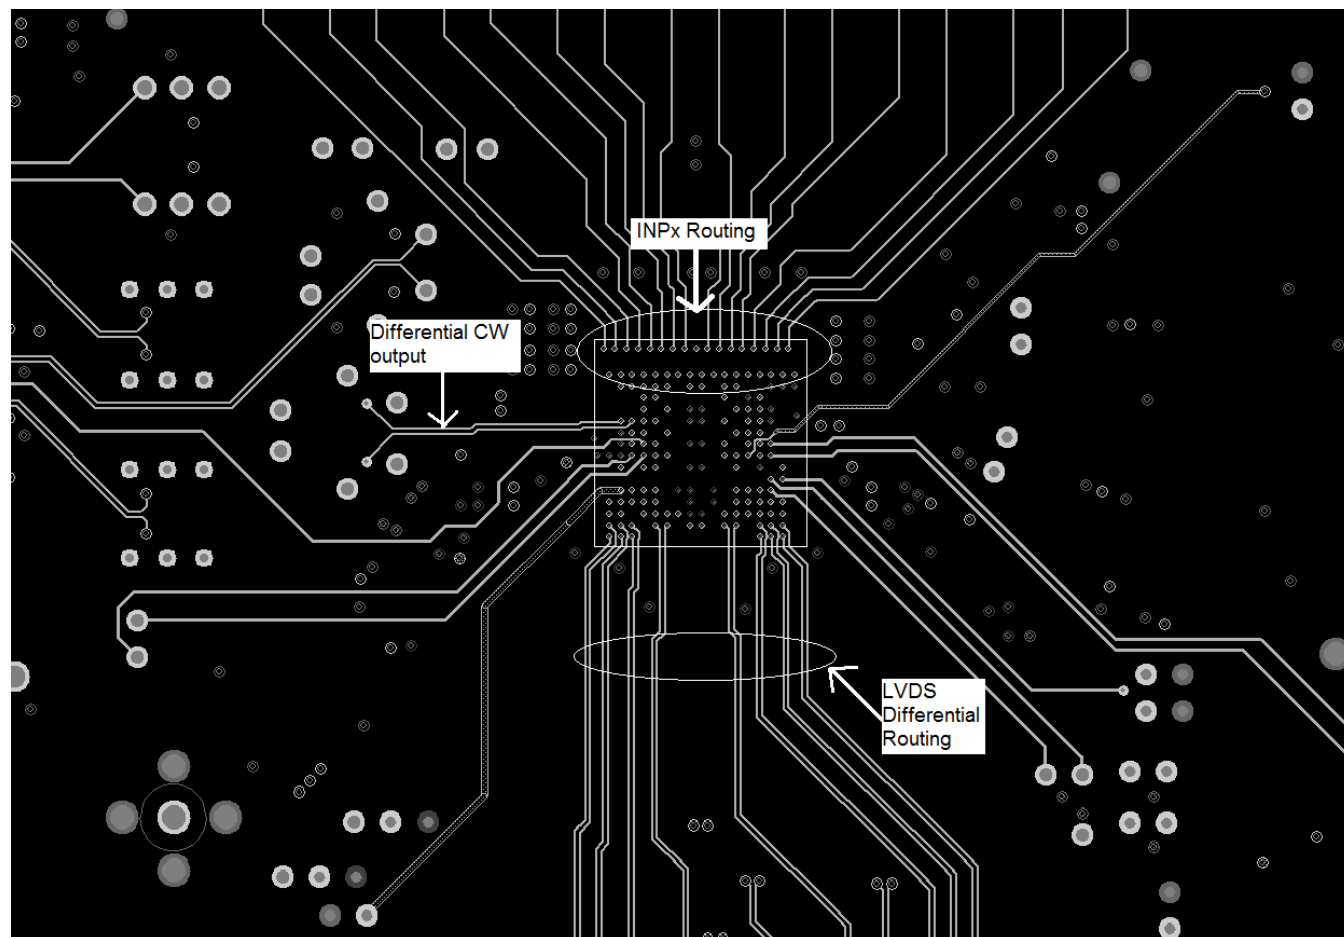 INPx Routing
Differential CW
output
LVDS
Differential
Routing